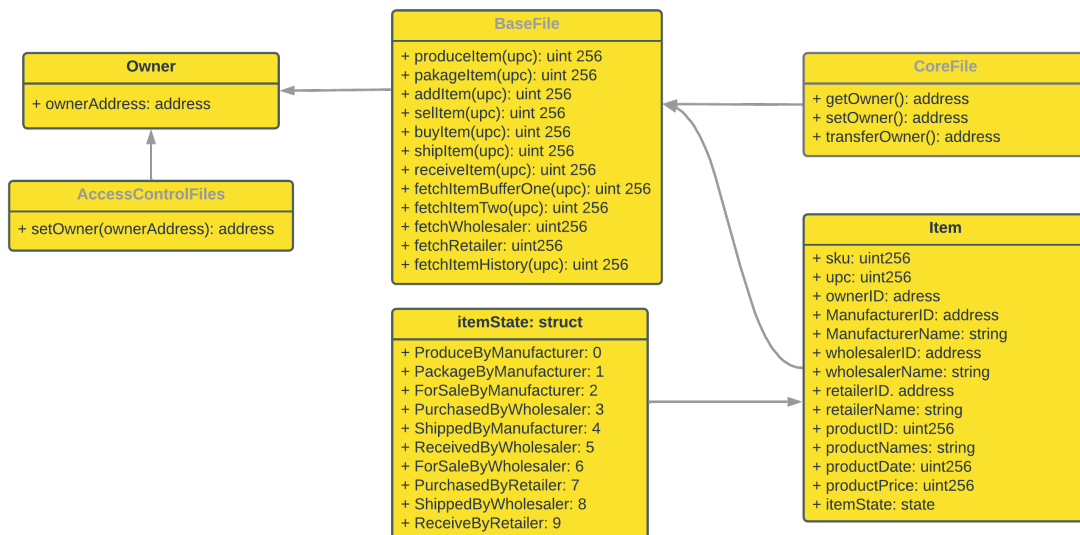 Owner
+ ownerAddress: address
AccessControlFiles
+ setOwner(ownerAddress): address
BaseFile
+ produceItem(upc): uint 256
+ pakageItem(upc): uint 256
+ addItem(upc): uint 256
+ selItem(upc): uint 256
+ buyItem(upc): uint 256
+ shipItem(upc): uint 256
+ receiveItem(upc): uint 256
+ fetchItemBufferOne(upc): uint 256
+ fetchItemTwo(upc): uint 256
+ fetchWholesaler: uint256
+ fetchRetailer: uint256
+ fetchItemHistory(upc): uint 256
itemState: struct
+ ProduceByManufacturer: 0
+ PackageByManufacturer: 1
+ ForSaleByManufacturer: 2
+ PurchasedByWholesaler: 3
+ ShippedByManufacturer: 4
+ ReceivedByWholesaler: 5
+ ForSaleByWholesaler: 6
+ PurchasedByRetailer: 7
+ ShippedByWholesaler: 8
+ ReceiveByRetailer: 9
CoreFile
+ getOwner(): address
+ setOwner(): address
+ transferOwner(): address
Item
+ sku: uint256
+ upc: uint256
+ ownerID: adress
+ ManufacturerID: address
+ ManufacturerName: string
+ wholesalerID: address
+ wholesalerName: string
+ retailerID. address
+ retailerName: string
+ productID: uint256
+ productNames: string
+ productDate: uint256
+ productPrice: uint256
+ itemState: state